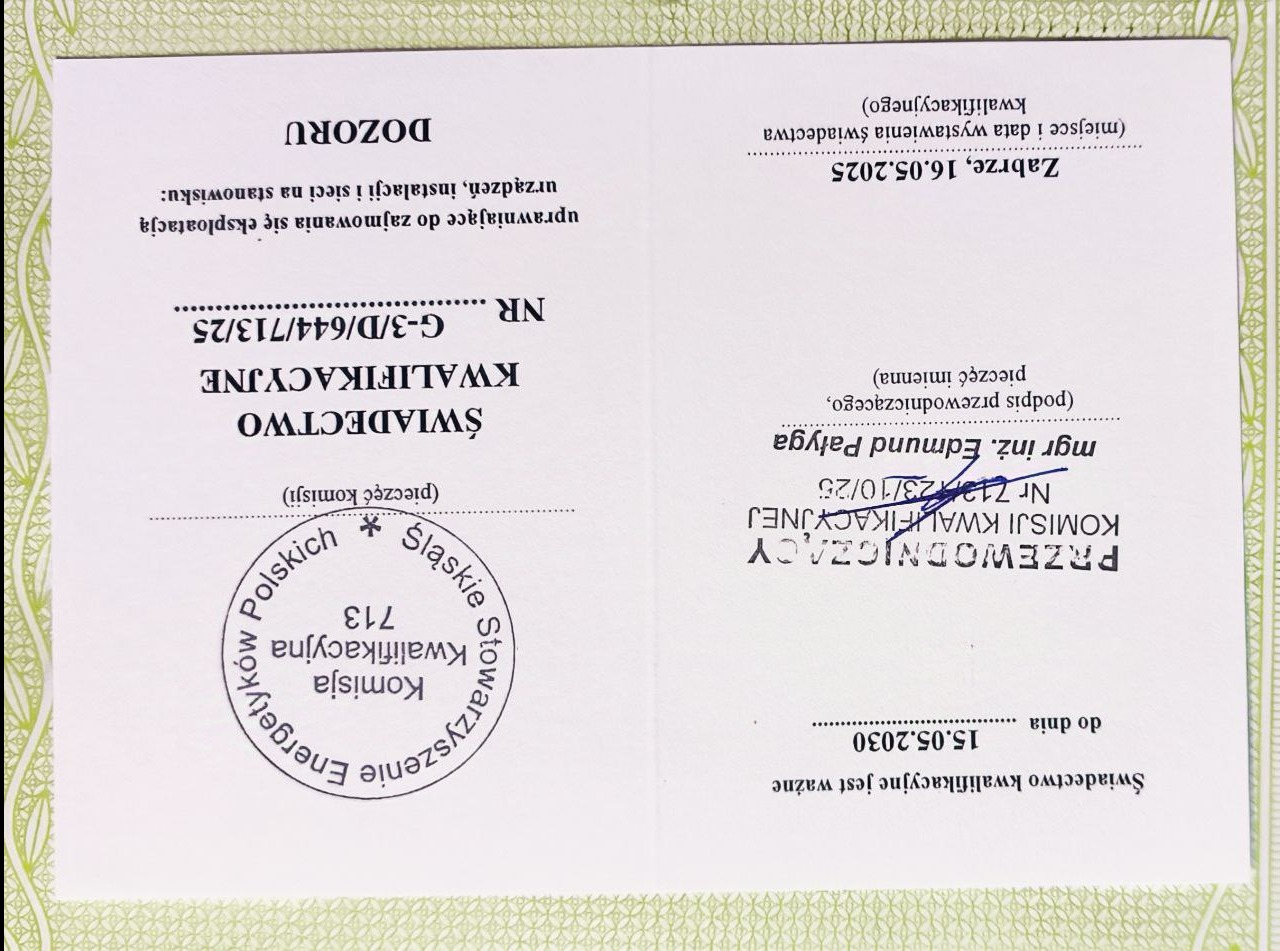 Świadectwo kwalifikacyjne jest ważne
15.05.2030
do dnia ........................................
PRZEWODNICZĄCY
KOMISJI KWALIFIKACYJNEJ
mgr inż. Edmund Patyga
(podpis przewodniczącego,
pieczęć imienna)
Zabrze, 16.05.2025
(miejsce i data wystawienia świadectwa
kwalifikacyjnego)
Śląskie Stowarzyszenie Energetyków Polskich *
Komisja
Kwalifikacyjna
713
(pieczęć komisji)
ŚWIADECTWO
KWALIFIKACYJNE
G-3/D/644/713/25
NR ........................................
uprawniające do zajmowania się eksploatacją
urządzeń, instalacji i sieci na stanowisku:
DOZORU